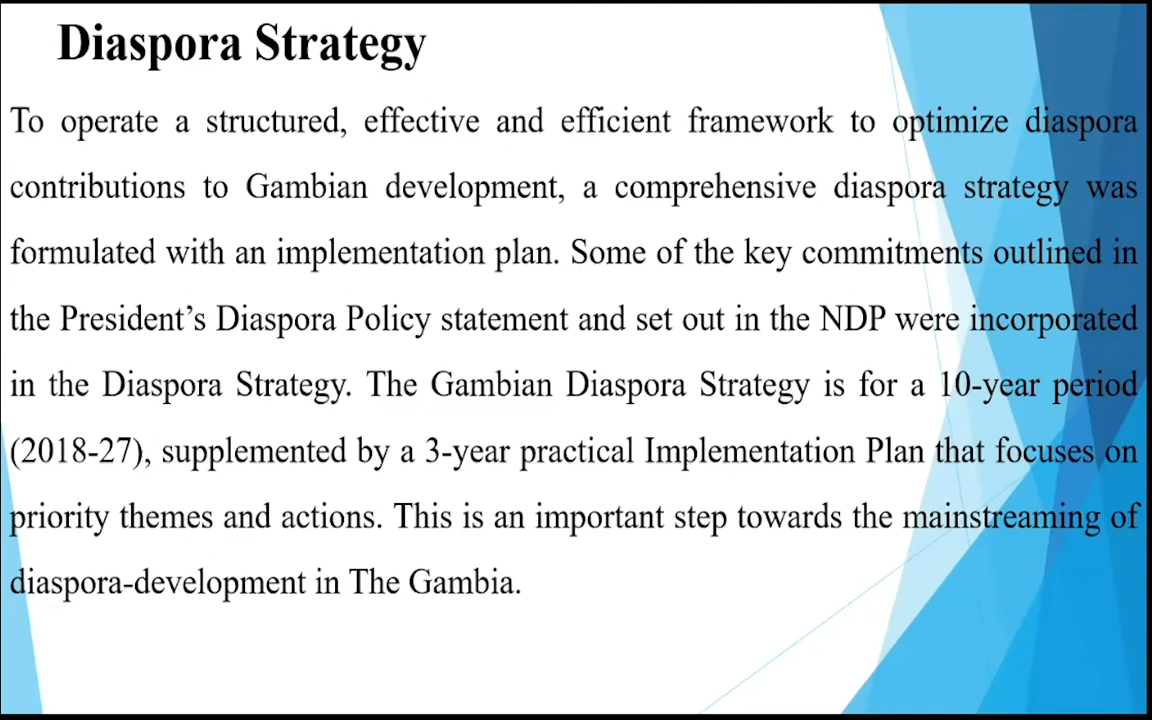 Diaspora Strategy
To operate a structured, effective and efficient framework to optimize diaspora
contributions to Gambian development, a comprehensive diaspora strategy was
formulated with an implementation plan. Some of the key commitments outlined in
the President’s Diaspora Policy statement and set out in the NDP were incorporated
in the Diaspora Strategy. The Gambian Diaspora Strategy is for a 10-year period
(2018-27), supplemented by a 3-year practical Implementation Plan that focuses on
priority themes and actions. This is an important step towards the mainstreaming of
diaspora-development in The Gambia.